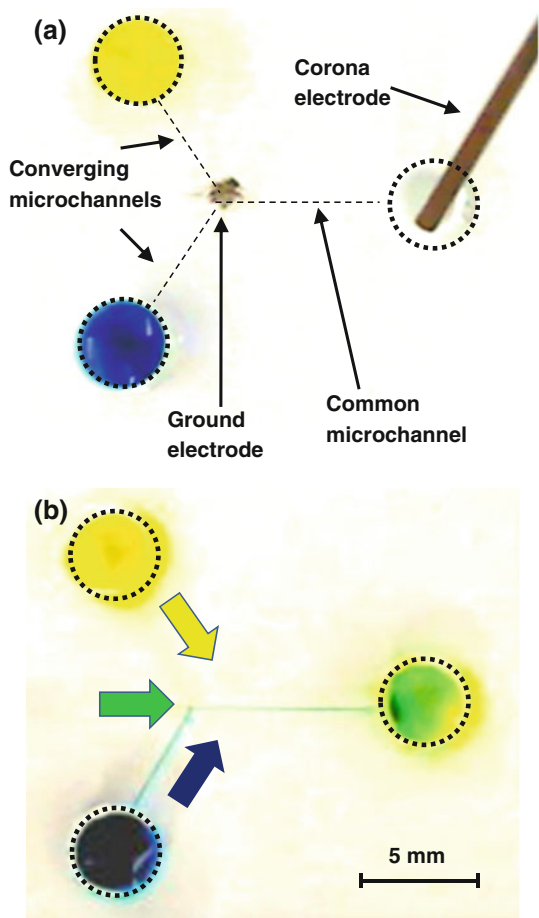 (a)
Corona
electrode
Converging
microchannels
Ground
electrode
Common
microchannel
(b)
5 mm